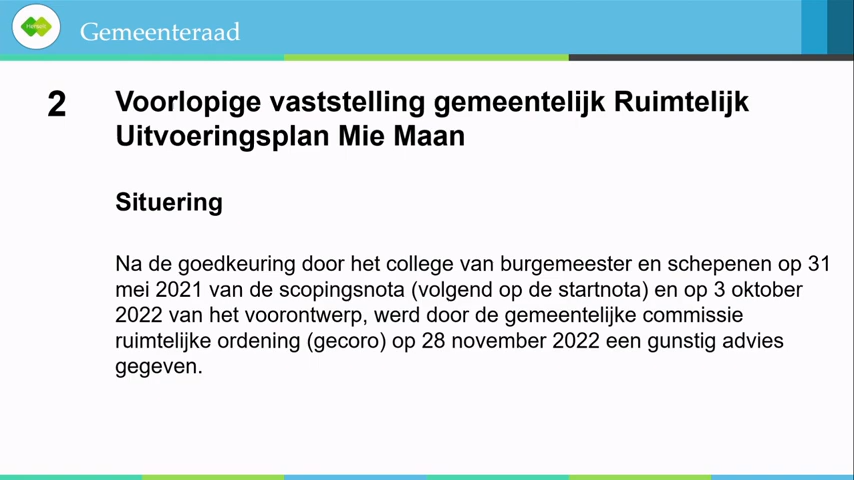 Gemeenteraad
2
Voorlopige vaststelling gemeentelijk Ruimtelijk
Uitvoeringsplan Mie Maan
Situering
Na de goedkeuring door het college van burgemeester en schepenen op 31
mei 2021 van de scopingsnota (volgend op de startnota) en op 3 oktober
2022 van het voorontwerp, werd door de gemeentelijke commissie
ruimtelijke ordening (gecoro) op 28 november 2022 een gunstig advies
gegeven.